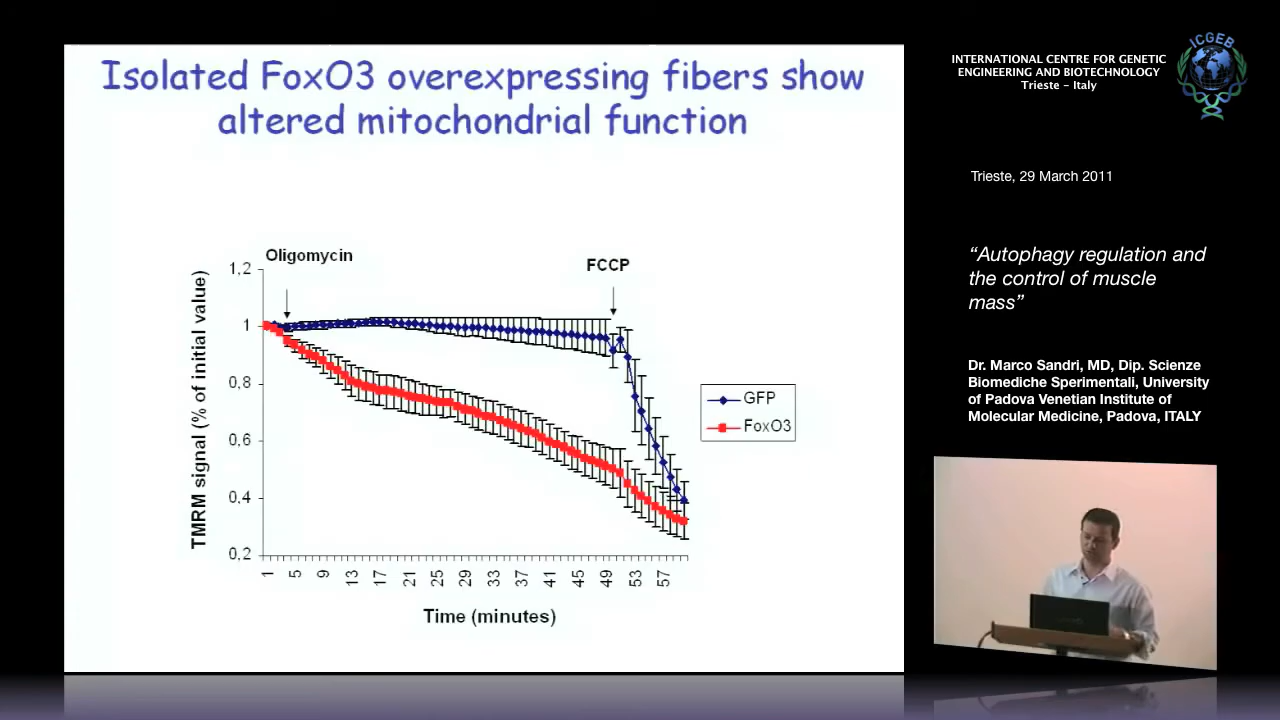 Isolated FoxO3 overexpressing fibers show
altered mitochondrial function
Oligomycin
FCCP
1,2
1
0,8
0,6
0,4
0,2
TMRM signal (% of initial value)
1 5 9 13 17 21 25 29 33 37 41 45 49 53 57
Time (minutes)
GFP
FoxO3
INTERNATIONAL CENTRE FOR GENETIC
ENGINEERING AND BIOTECHNOLOGY
Trieste - Italy
ICGEB
Trieste, 29 March 2011
“Autophagy regulation and
the control of muscle
mass”
Dr. Marco Sandri, MD, Dip. Scienze
Biomediche Sperimentali, University
of Padova Venetian Institute of
Molecular Medicine, Padova, ITALY